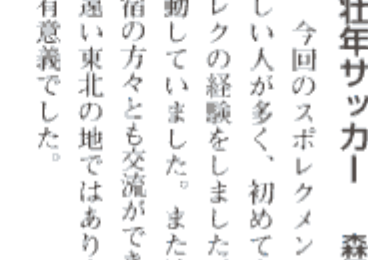 壮年サッカー 森
今回のスポレクメン
しい人が多く、初めて
レクの経験をしました
動していました。また
宿の方々とも交流ができ
遠い東北の地ではあり
有意義でした。